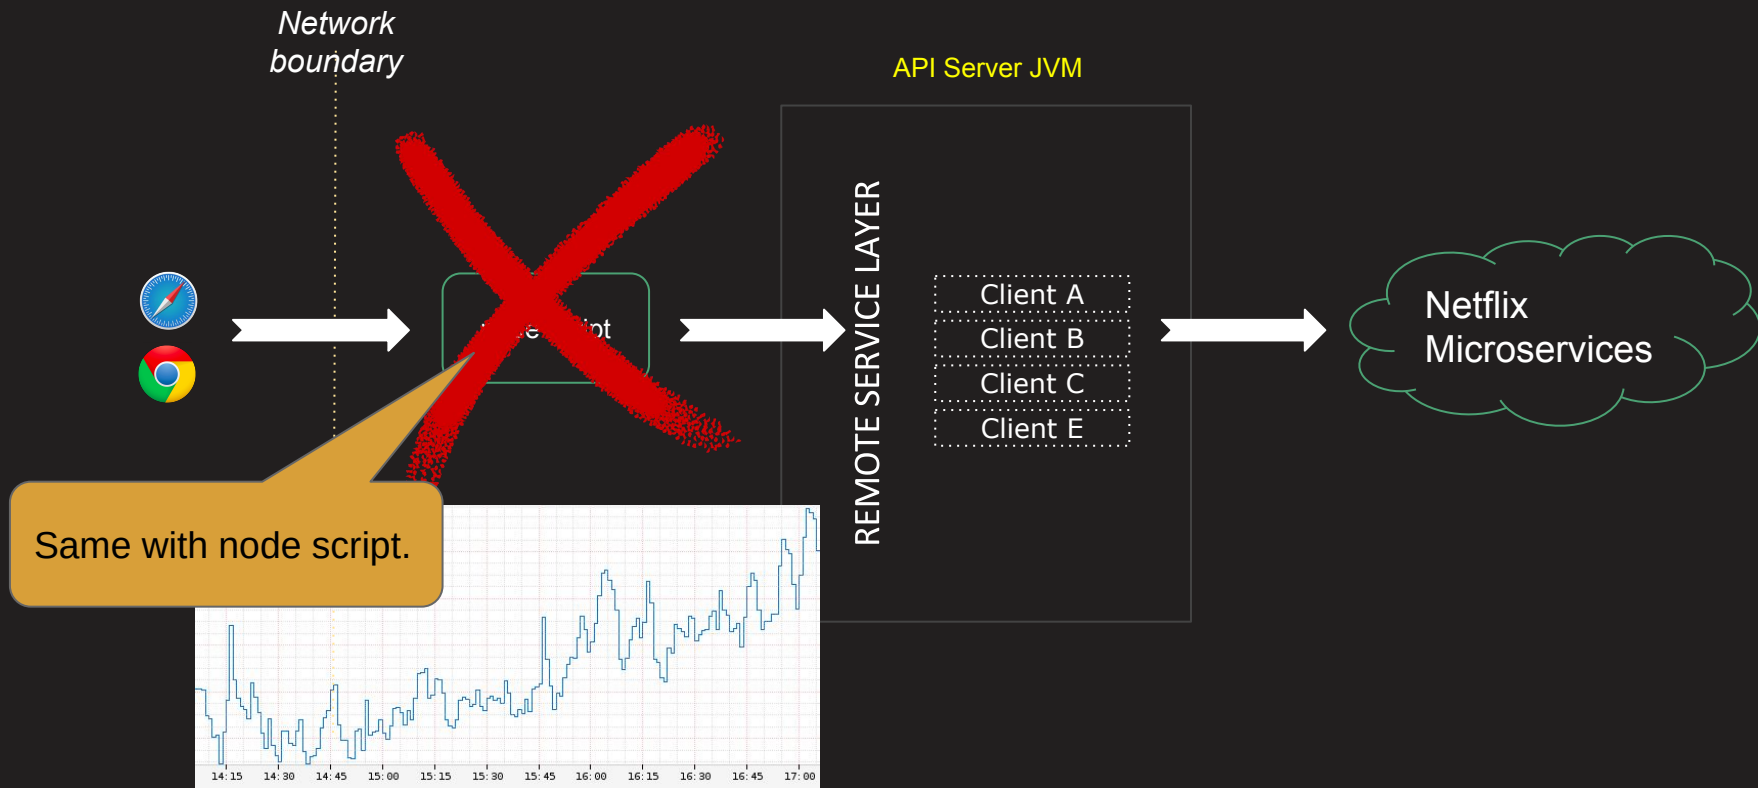 Network
boundary
API Server JVM
REMOTE SERVICE LAYER
Client A
Client B
Client C
Client E
Netflix
Microservices
Same with node script.
14:15 14:30 14:45 15:00 15:15 15:30 15:45 16:00 16:15 16:30 16:45 17:00